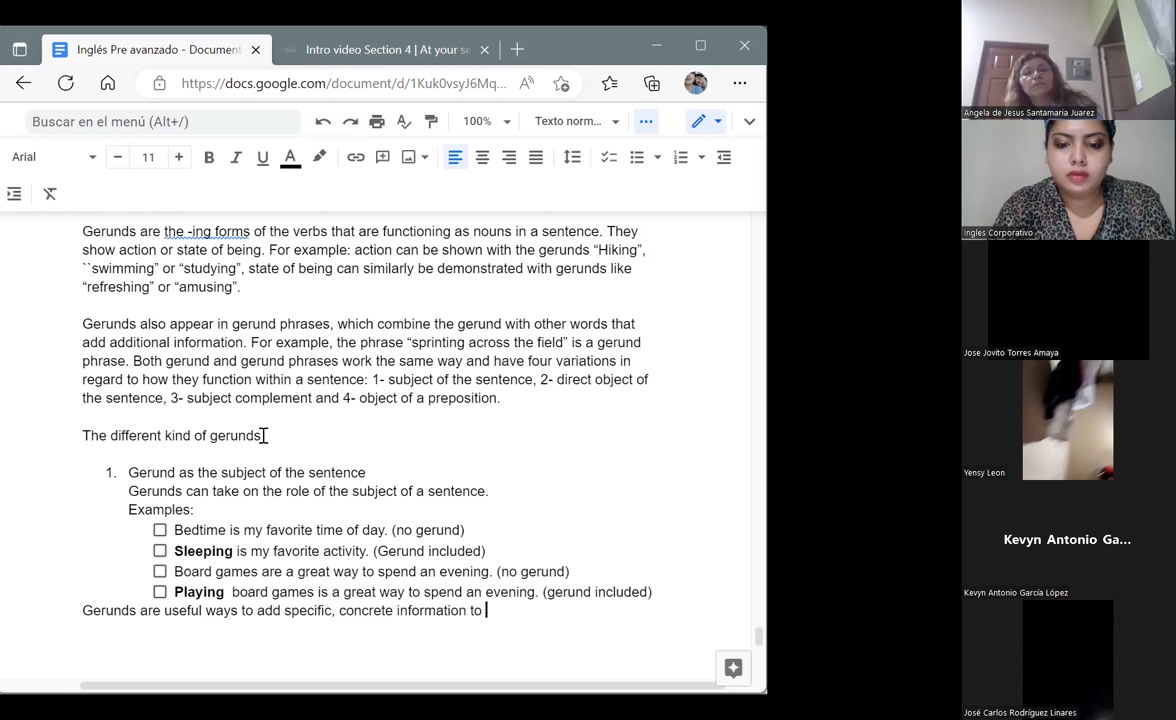 Inglés Pre avanzado - Document
Intro video Section 4 | At your se
https://docs.google.com/document/d/1Kuk0vsyJ6Mq...
Buscar en el menú (Alt+/)
100%
Texto norm...
Arial
11
Gerunds are the -ing forms of the verbs that are functioning as nouns in a sentence. They
show action or state of being. For example: action can be shown with the gerunds “Hiking”,
``swimming” or “studying”, state of being can similarly be demonstrated with gerunds like
“refreshing” or “amusing”.
Gerunds also appear in gerund phrases, which combine the gerund with other words that
add additional information. For example, the phrase “sprinting across the field” is a gerund
phrase. Both gerund and gerund phrases work the same way and have four variations in
regard to how they function within a sentence: 1- subject of the sentence, 2- direct object of
the sentence, 3- subject complement and 4- object of a preposition.
The different kind of gerunds
1. Gerund as the subject of the sentence
Gerunds can take on the role of the subject of a sentence.
Examples:
Bedtime is my favorite time of day. (no gerund)
Sleeping is my favorite activity. (Gerund included)
Board games are a great way to spend an evening. (no gerund)
Playing board games is a great way to spend an evening. (gerund included)
Gerunds are useful ways to add specific, concrete information to
Angela de Jesus Santamaria Juarez
Ingles Corporativo
Jose Jovito Torres Amaya
Yensy Leon
Kevyn Antonio Ga...
Kevyn Antonio García López
José Carlos Rodríguez Linares